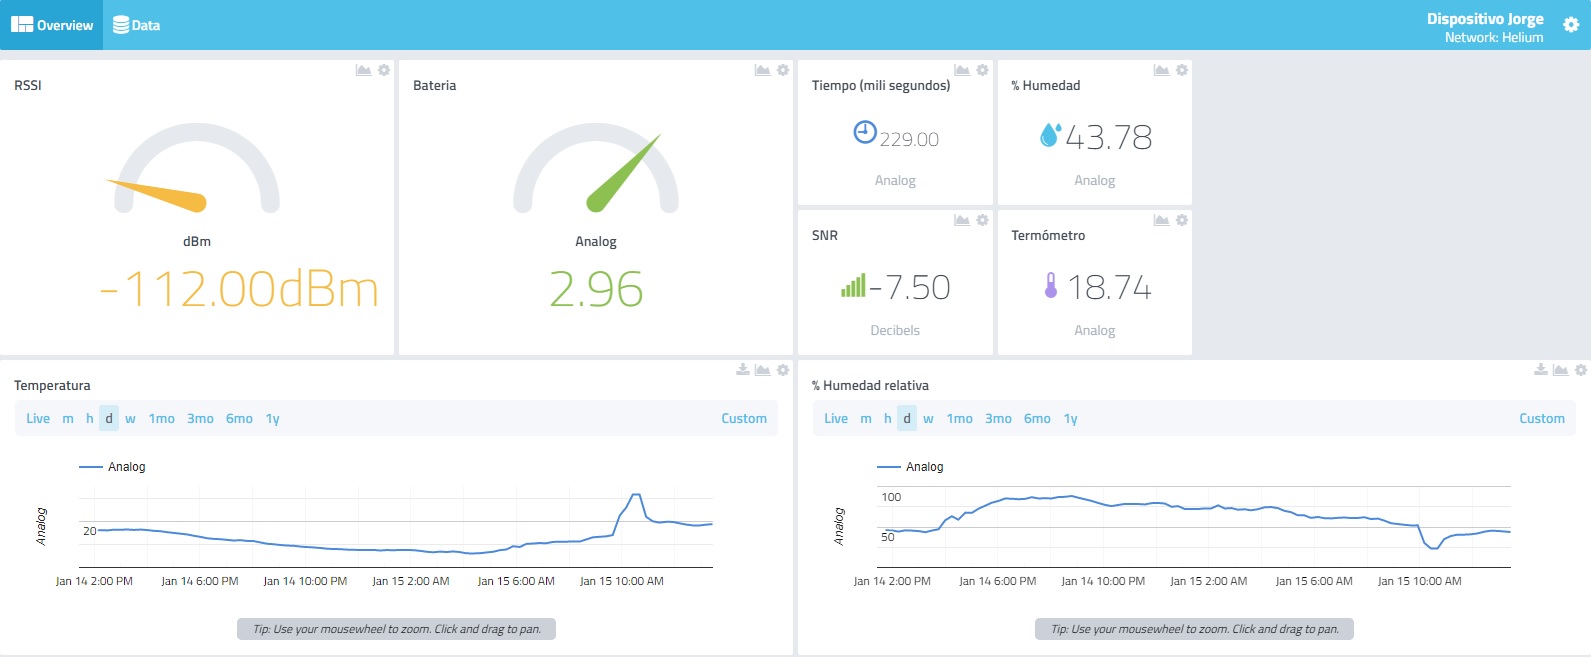 Overview
Data
Dispositivo Jorge
Network: Helium
RSSI
dBm
-112.00dBm
Bateria
Analog
2.96
Tiempo (mili segundos)
229.00
Analog
% Humedad
43.78
Analog
SNR
-7.50
Decibels
Termómetro
18.74
Analog
Temperatura
Live m h d w 1mo 3mo 6mo 1y Custom
Analog
Analog
20
Jan 14 2:00 PM Jan 14 6:00 PM Jan 14 10:00 PM Jan 15 2:00 AM Jan 15 6:00 AM Jan 15 10:00 AM
Tip: Use your mousewheel to zoom. Click and drag to pan.
% Humedad relativa
Live m h d w 1mo 3mo 6mo 1y Custom
Analog
Analog
100
50
Jan 14 2:00 PM Jan 14 6:00 PM Jan 14 10:00 PM Jan 15 2:00 AM Jan 15 6:00 AM Jan 15 10:00 AM
Tip: Use your mousewheel to zoom. Click and drag to pan.